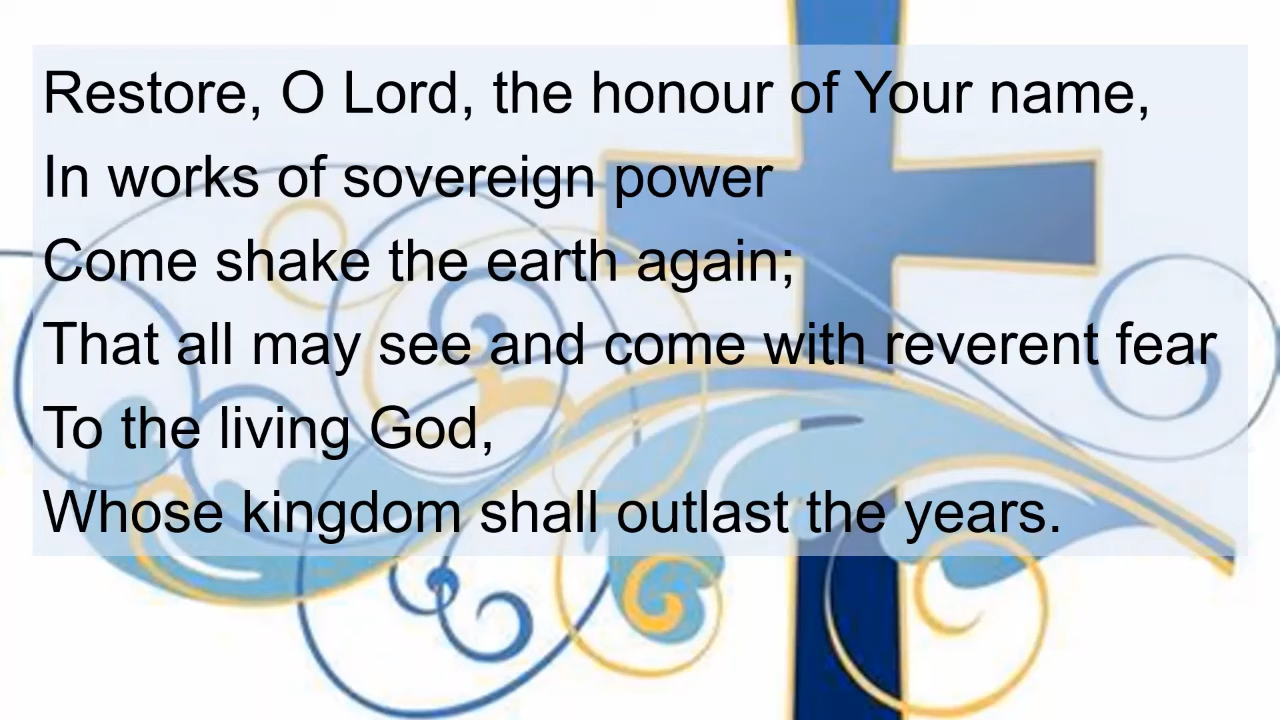 Restore, O Lord, the honour of Your name,
In works of sovereign power
Come shake the earth again;
That all may see and come with reverent fear
To the living God,
Whose kingdom shall outlast the years.